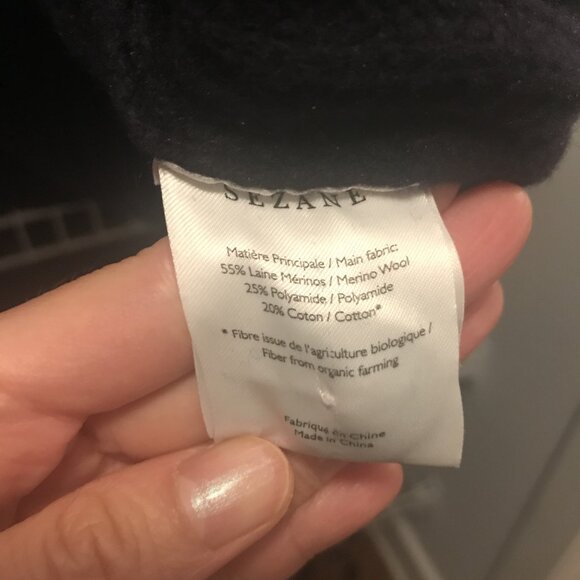 SÉZANE
Matière Principale / Main fabric:
55% Laine Mérinos / Merino Wool
25% Polyamide / Polyamide
20% Coton / Cotton*
* Fibre issue de l'agriculture biologique /
Fiber from organic farming
Fabriqué en Chine
Made in China